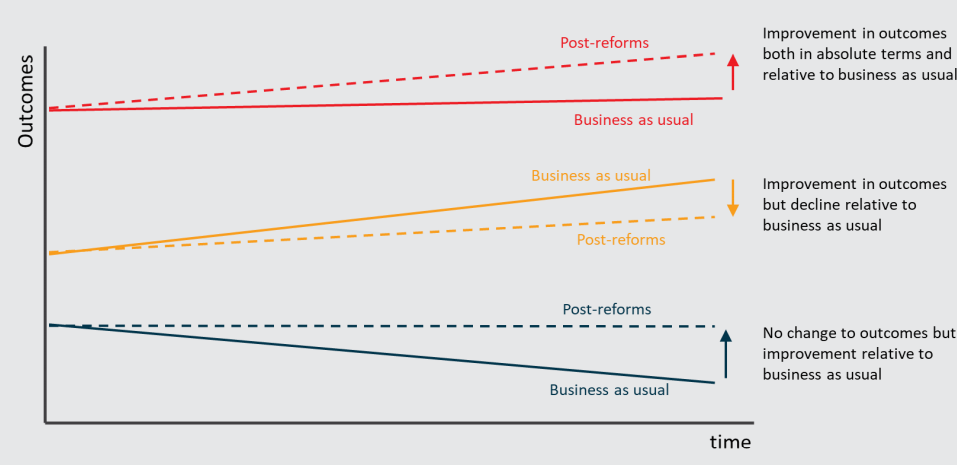 Outcomes
Post-reforms
Business as usual
Improvement in outcomes
both in absolute terms and
relative to business as usual
Business as usual
Post-reforms
Improvement in outcomes
but decline relative to
business as usual
Post-reforms
Business as usual
No change to outcomes but
improvement relative to
business as usual
time